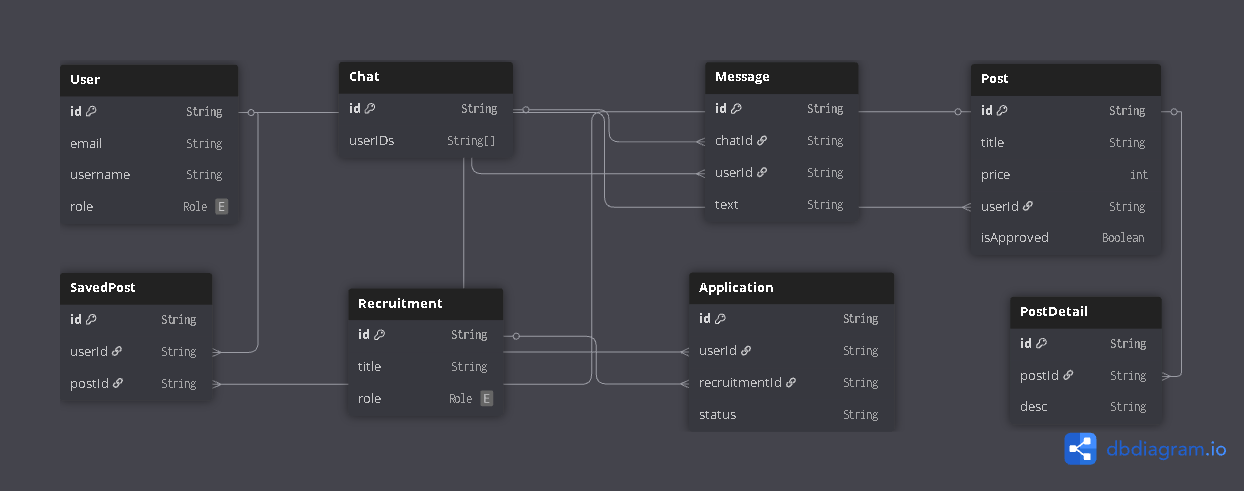 User
id String
email String
username String
role Role E
Chat
id String
userIDs String[]
Message
id String
chatId String
userId String
text String
Post
id String
title String
price int
userId String
isApproved Boolean
SavedPost
id String
userId String
postId String
Recruitment
id String
title String
role Role E
Application
id String
userId String
recruitmentId String
status String
PostDetail
id String
postId String
desc String
dbdiagram.io